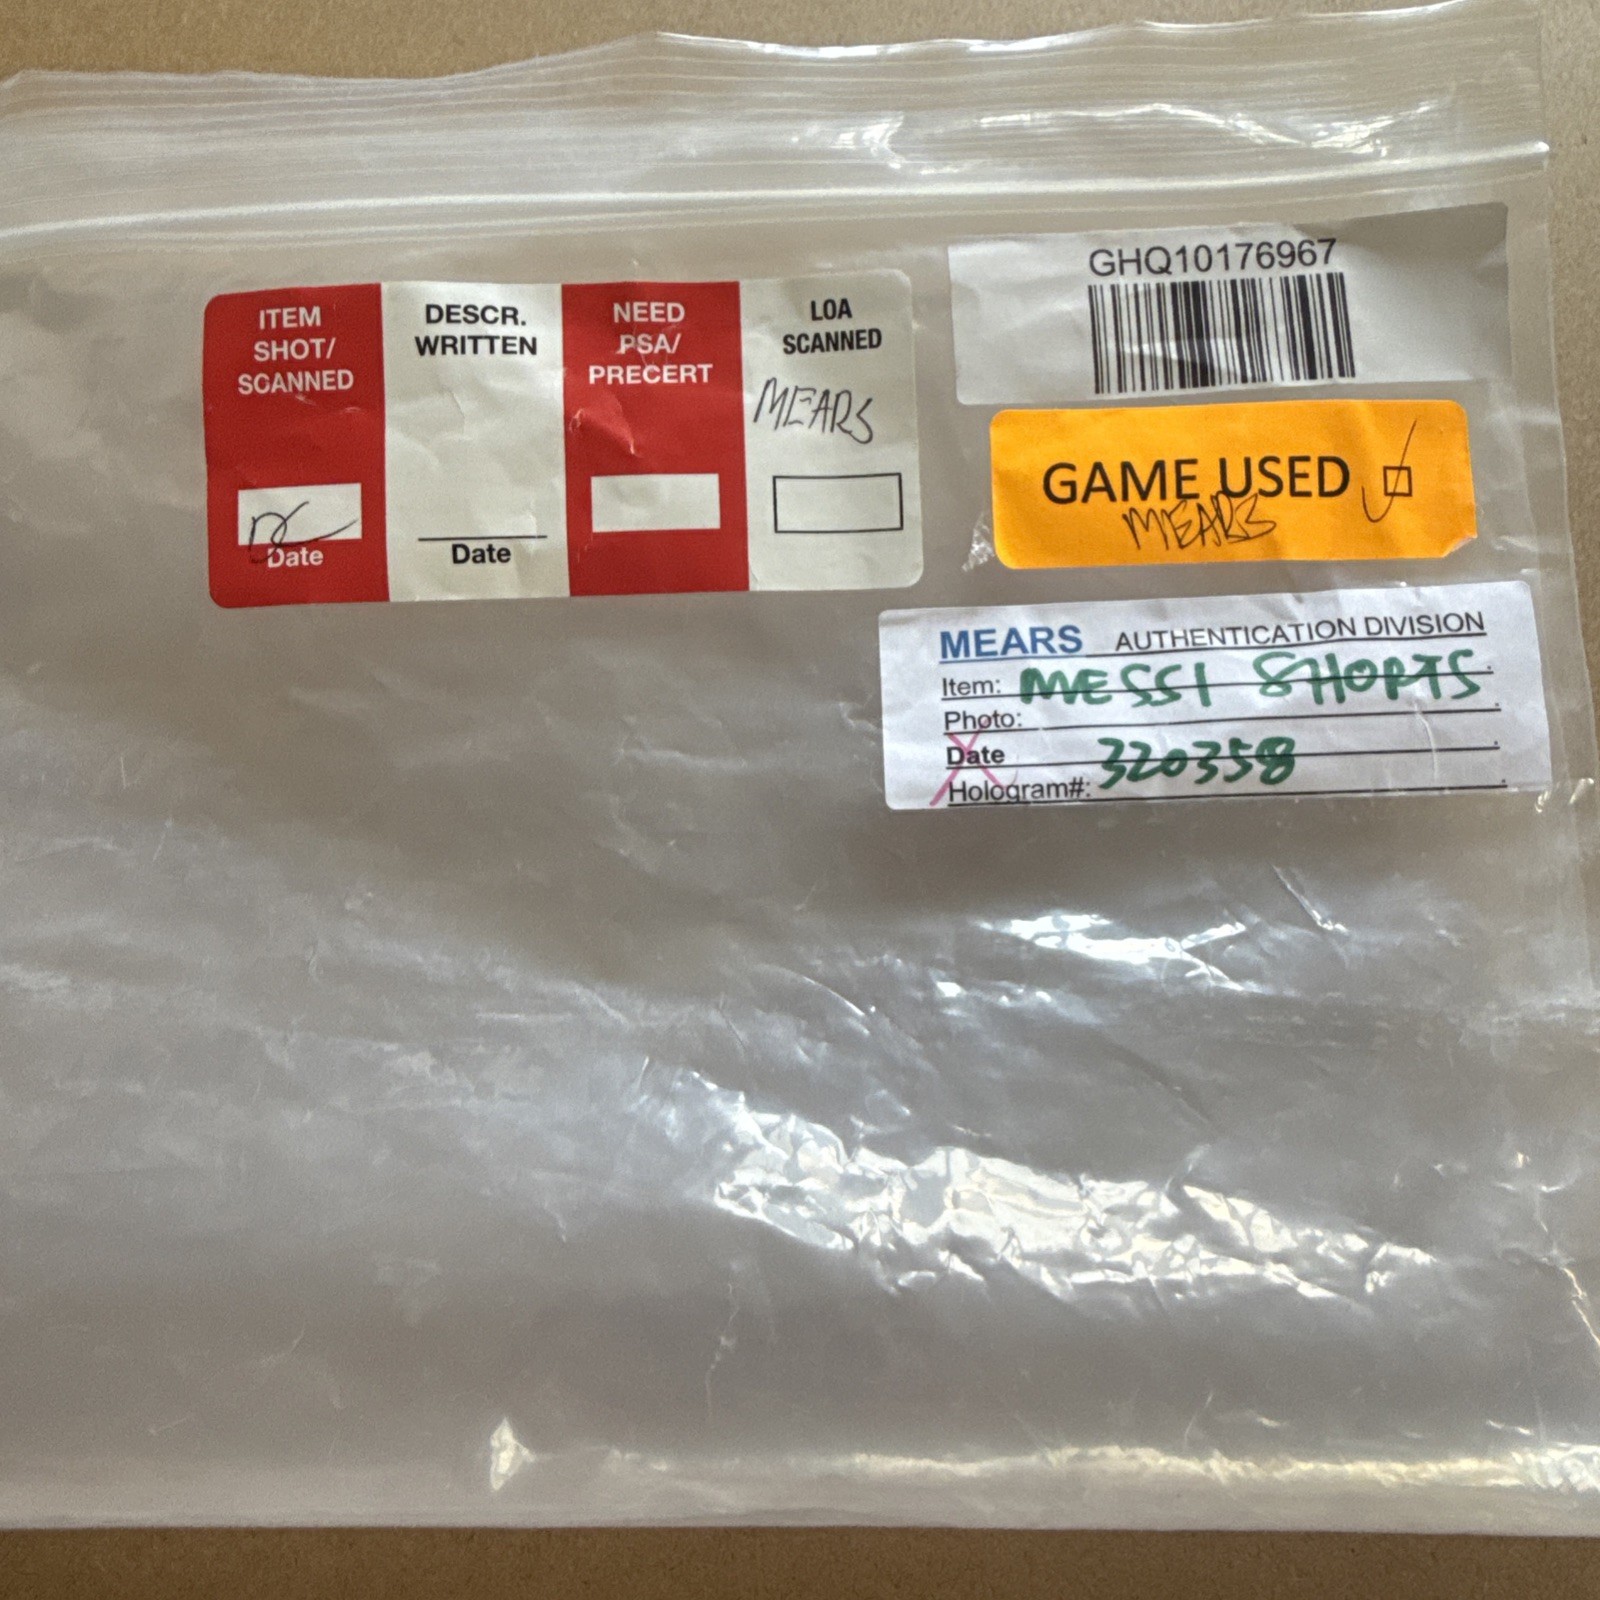 ITEM
SHOT/
SCANNED
Date
DESCR.
WRITTEN
Date
NEED
PSA/
PRECERT
LOA
SCANNED
MEARS
GHQ10176967
GAME USED
MEARS
MEARS AUTHENTICATION DIVISION
Item: MESSI SHORTS
Photo:
Date
Hologram#: 320358